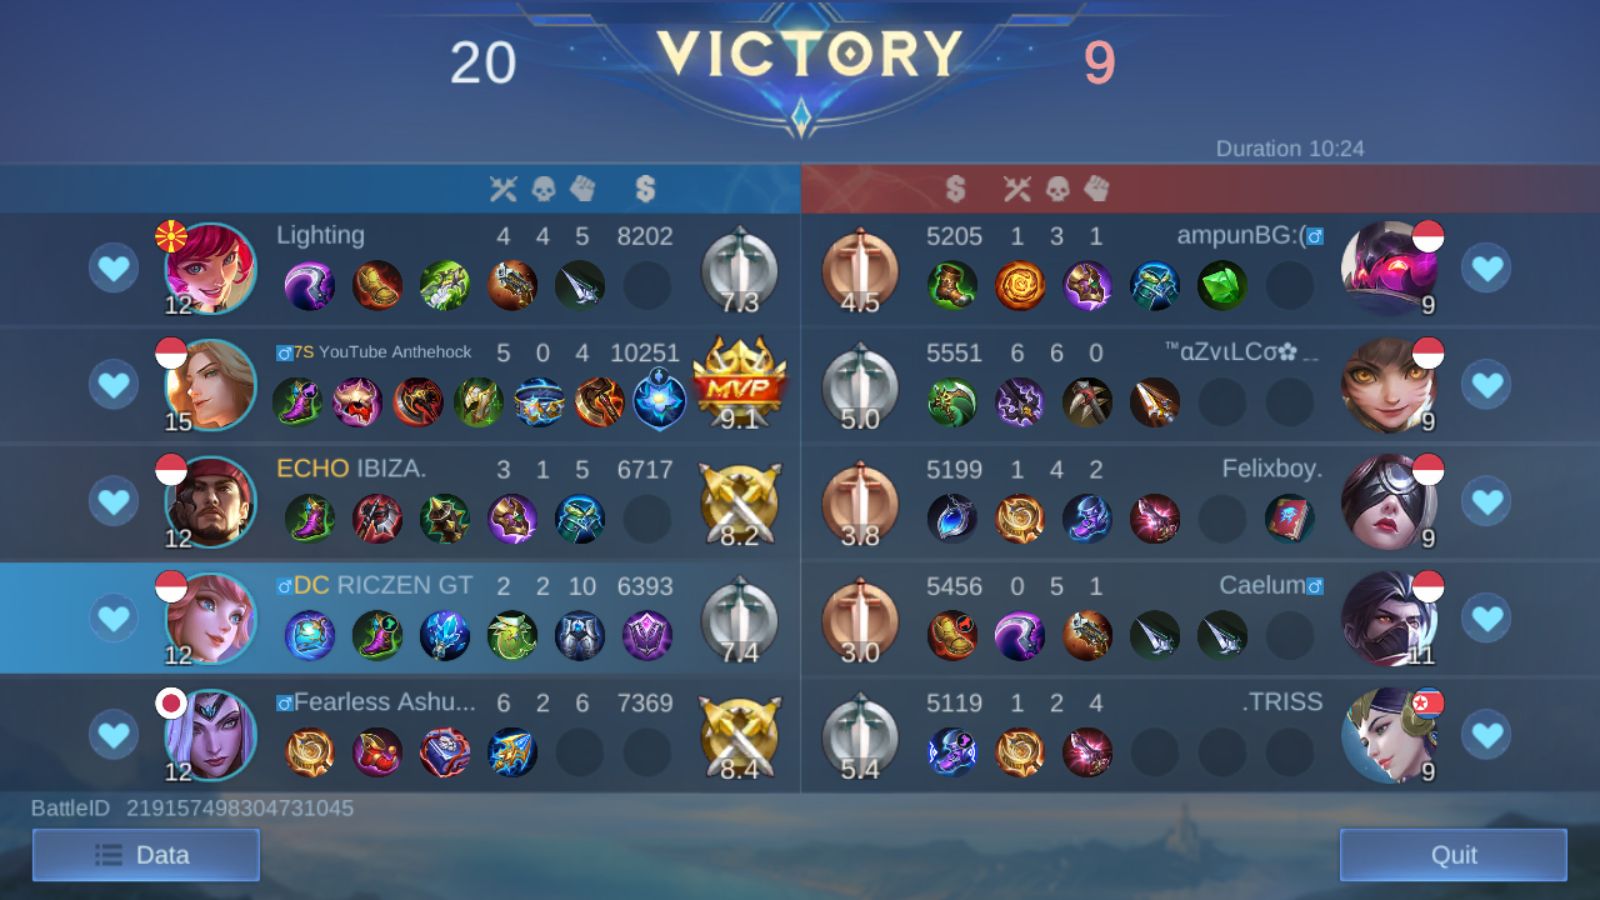 20 VICTORY 9
Duration 10:24
Lighting 4 4 5 8202 7.3 12
4.5 5205 1 3 1 ampunBG:( 9
7S YouTube Anthehock 5 0 4 10251 MVP 9.1 15
5.0 5551 6 6 0 ™αZνιLCσ✿ _ _ 9
ECHO IBIZA. 3 1 5 6717 8.2 12
3.8 5199 1 4 2 Felixboy. 9
DC RICZEN GT 2 2 10 6393 7.4 12
3.0 5456 0 5 1 Caelum 11
Fearless Ashu... 6 2 6 7369 8.4 12
5.4 5119 1 2 4 .TRISS 9
BattleID 219157498304731045
Data
Quit